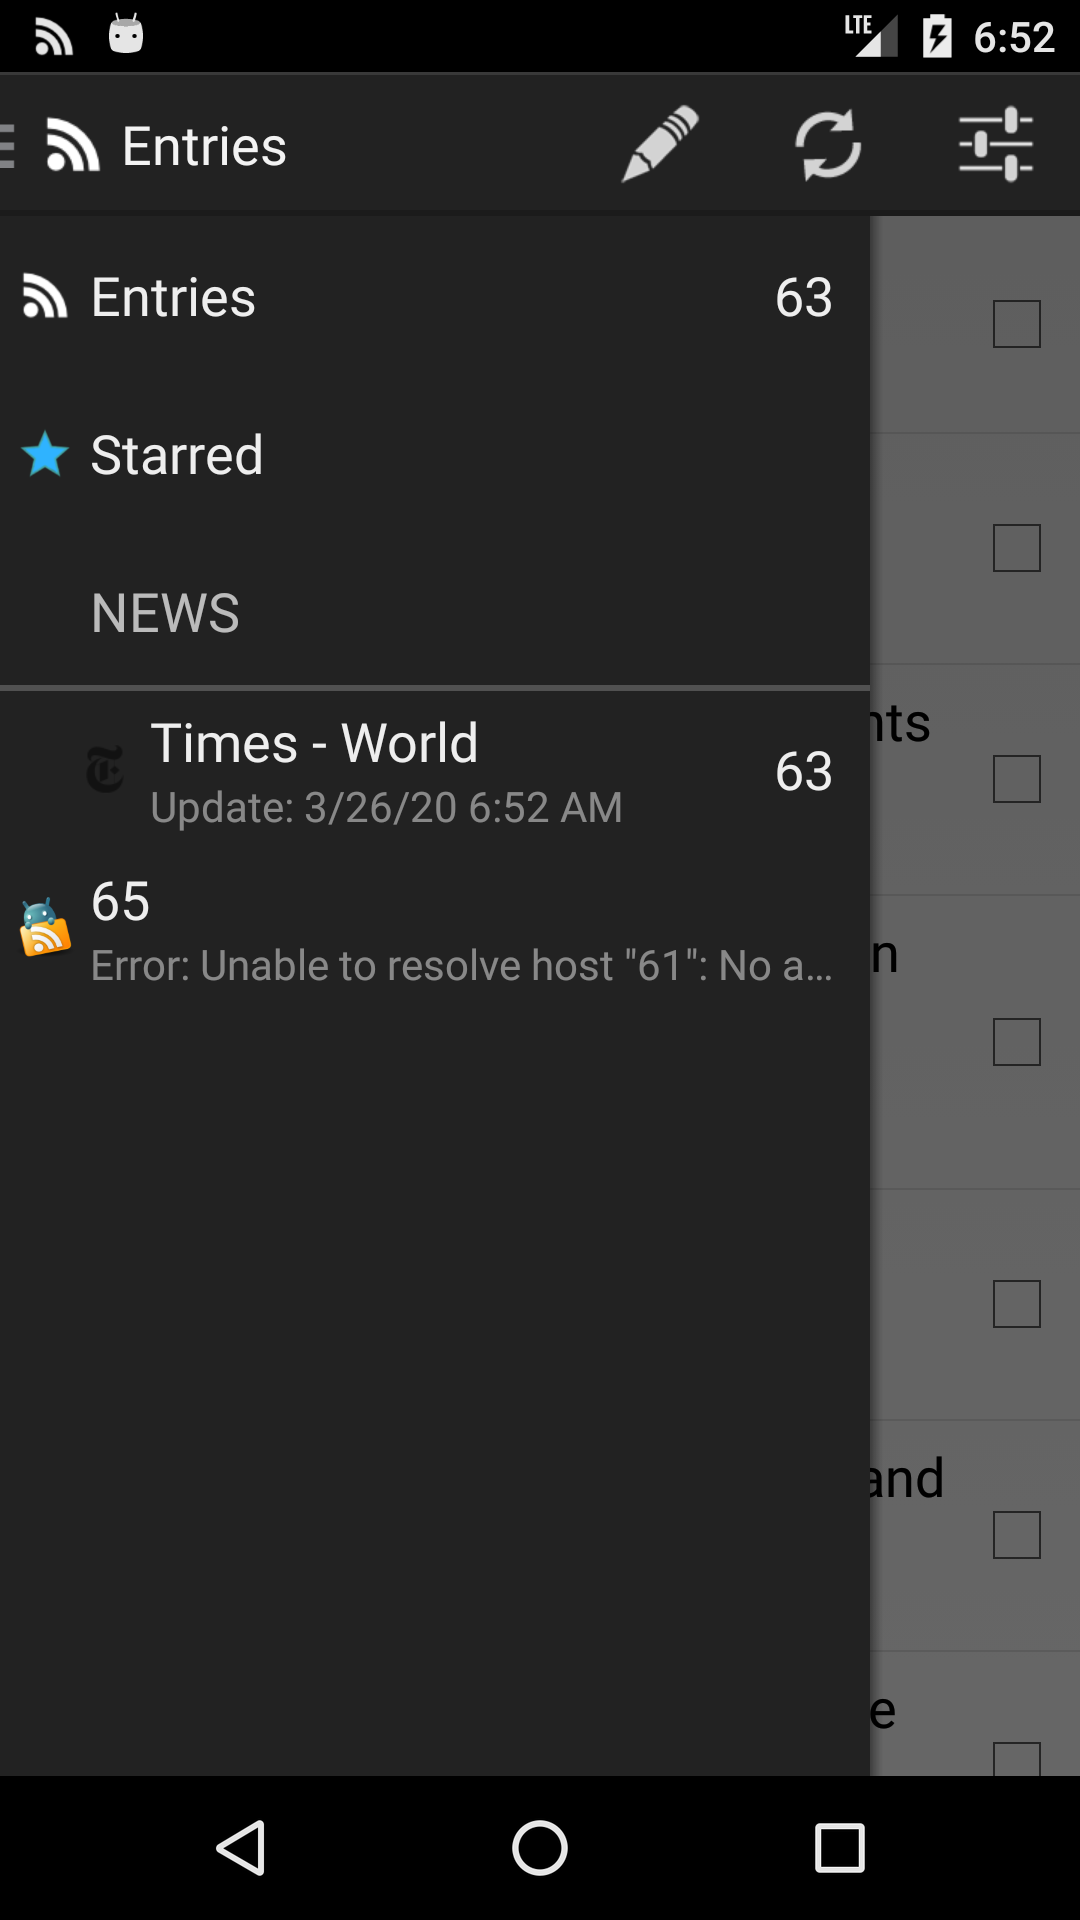 LTE 6:52
Entries
Entries 63
Starred
NEWS
Times - World 63
Update: 3/26/20 6:52 AM
65
Error: Unable to resolve host "61": No a…
nts
n
and
e